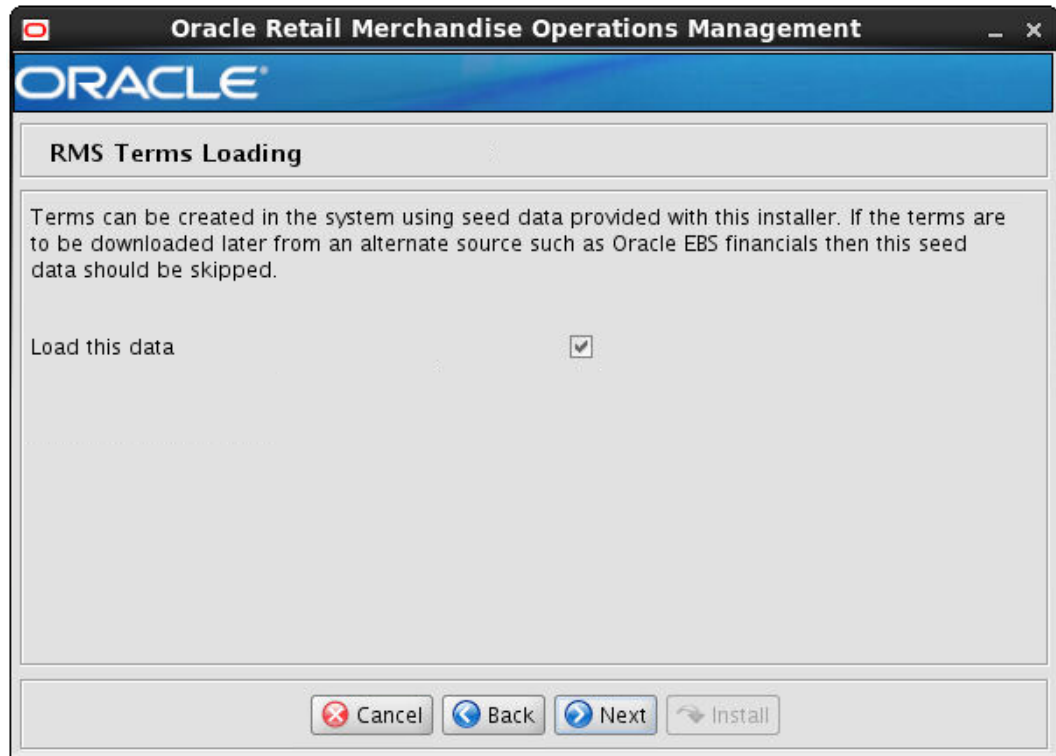 Oracle Retail Merchandise Operations Management
ORACLE
RMS Terms Loading
Terms can be created in the system using seed data provided with this installer. If the terms are
to be downloaded later from an alternate source such as Oracle EBS financials then this seed
data should be skipped.
Load this data
Cancel Back Next Install